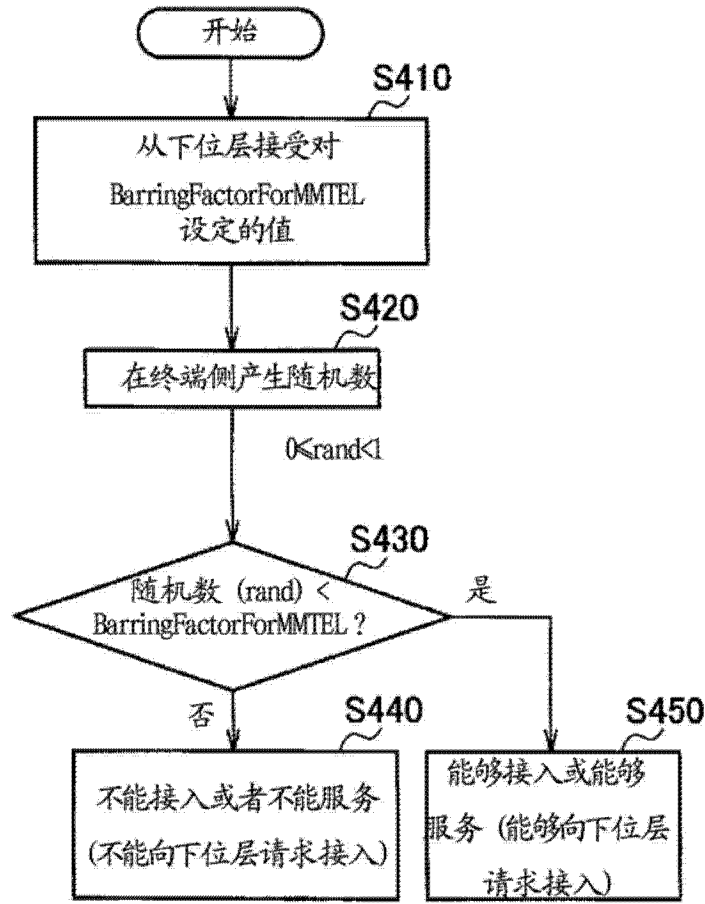 开始
S410
从下位层接受对
BarringFactorForMMTEL
设定的值
S420
在终端侧产生随机数
0≤rand<1
S430
随机数 (rand) <
BarringFactorForMMTEL ?
是
否
S440
不能接入或者不能服务
(不能向下位层请求接入)
S450
能够接入或能够
服务 (能够向下位层
请求接入)